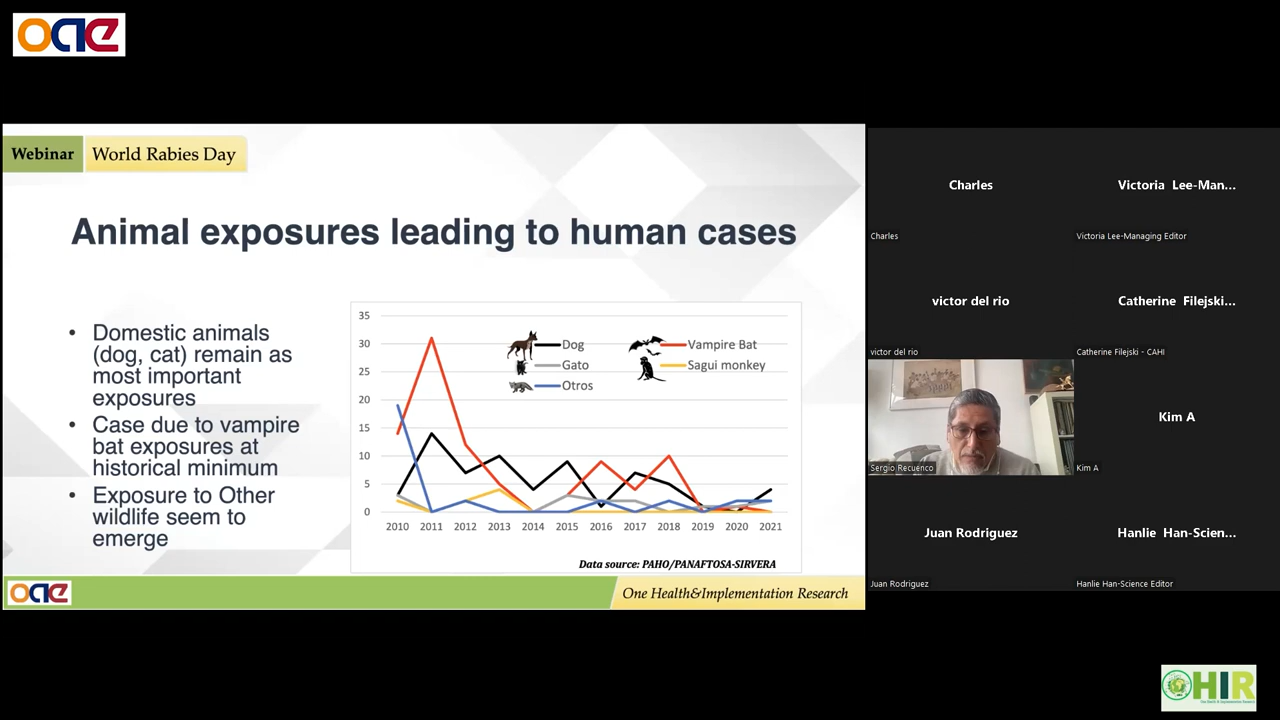 oae
Webinar
World Rabies Day
Animal exposures leading to human cases
• Domestic animals
(dog, cat) remain as
most important
exposures
• Case due to vampire
bat exposures at
historical minimum
• Exposure to Other
wildlife seem to
emerge
35
30
25
20
15
10
5
0
Dog
Vampire Bat
Gato
Sagui monkey
Otros
2010 2011 2012 2013 2014 2015 2016 2017 2018 2019 2020 2021
Data source: PAHO/PANAFTOSA-SIRVERA
oae
One Health&Implementation Research
Charles
Charles
Victoria Lee-Man...
Victoria Lee-Managing Editor
victor del rio
victor del rio
Catherine Filejski...
Catherine Filejski - CAHI
Sergio Recuenco
Kim A
Kim A
Juan Rodriguez
Juan Rodriguez
Hanlie Han-Scien...
Hanlie Han-Science Editor
OHIR